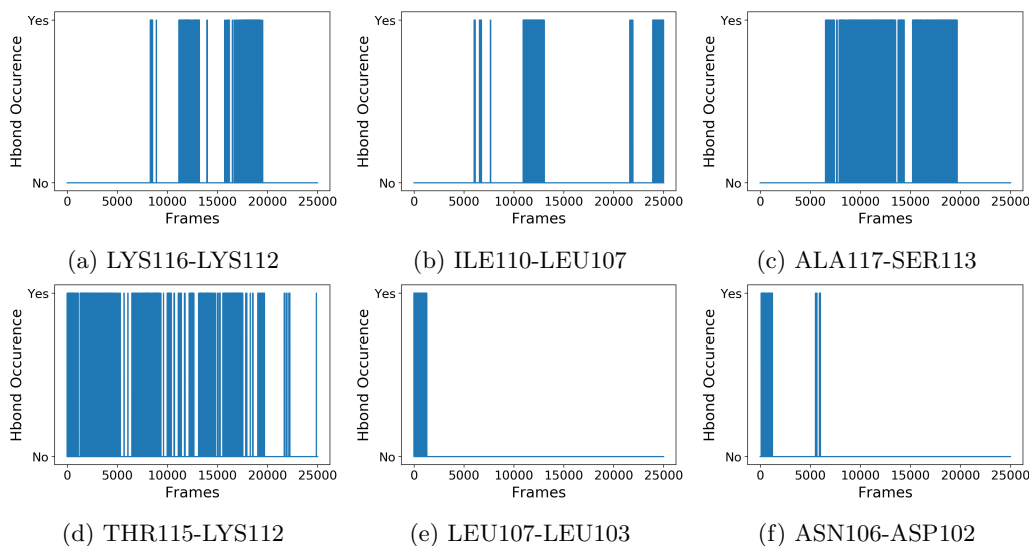 Yes
Hbond Occurence
No
0 5000 10000 15000 20000 25000
Frames
(a) LYS116-LYS112
Yes
Hbond Occurence
No
0 5000 10000 15000 20000 25000
Frames
(b) ILE110-LEU107
Yes
Hbond Occurence
No
0 5000 10000 15000 20000 25000
Frames
(c) ALA117-SER113
Yes
Hbond Occurence
No
0 5000 10000 15000 20000 25000
Frames
(d) THR115-LYS112
Yes
Hbond Occurence
No
0 5000 10000 15000 20000 25000
Frames
(e) LEU107-LEU103
Yes
Hbond Occurence
No
0 5000 10000 15000 20000 25000
Frames
(f) ASN106-ASP102